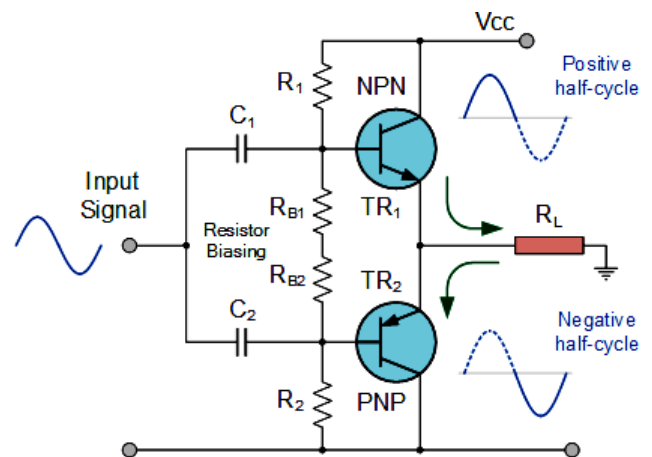 Vcc
R1
NPN
Positive
half-cycle
C1
Input
Signal
RB1
TR1
RL
Resistor
Biasing
RB2
TR2
C2
Negative
half-cycle
R2
PNP